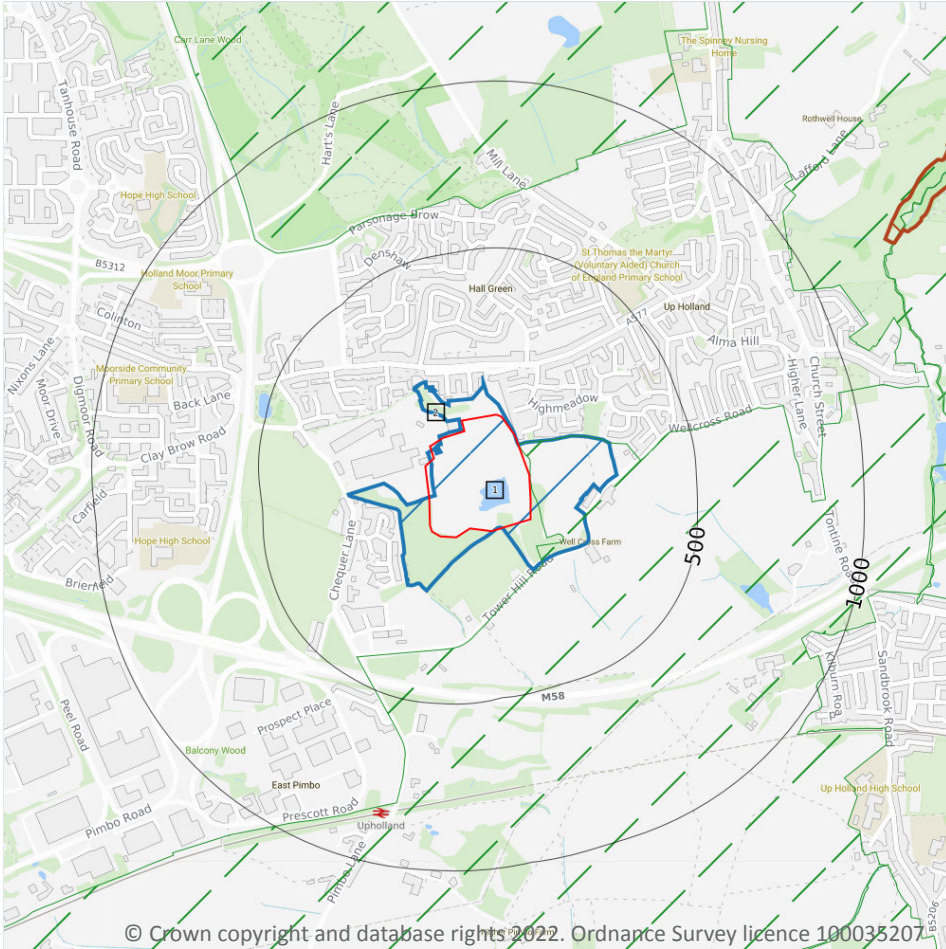 Carr Lane Wood
The Spinney Nursing
Home
Tanhouse Road
Hart's Lane
Rothwell House
Lafford Lane
Mill Lane
Hope High School
Parsonage Brow
Denshaw
St Thomas the Martyr
(Voluntary Aided) Church
of England Primary School
B5312
Holland Moor Primary
School
Hall Green
Up Holland
A577
Colinton
Nixons Lane
Alma Hill
Moorside Community
Primary School
Moor Drive
Digmoor Road
Back Lane
Higher Lane
Church Street
2
Highmeadow
Wellcross Road
Clay Brow Road
Carfield
1
Hope High School
Chequer Lane
Well Cross Farm
500
Tontine Road
1000
Brierfield
Tower Hill Road
M58
Kilburn Roa
d
Sandbrook Road
Peel Road
Prospect Place
Balcony Wood
East Pimbo
Up Holland High School
Prescott Road
Pimbo Road
Upholland
Pimbo Lane
B5206
© Crown copyright and database rights 2022. Ordnance Survey licence 100035207.